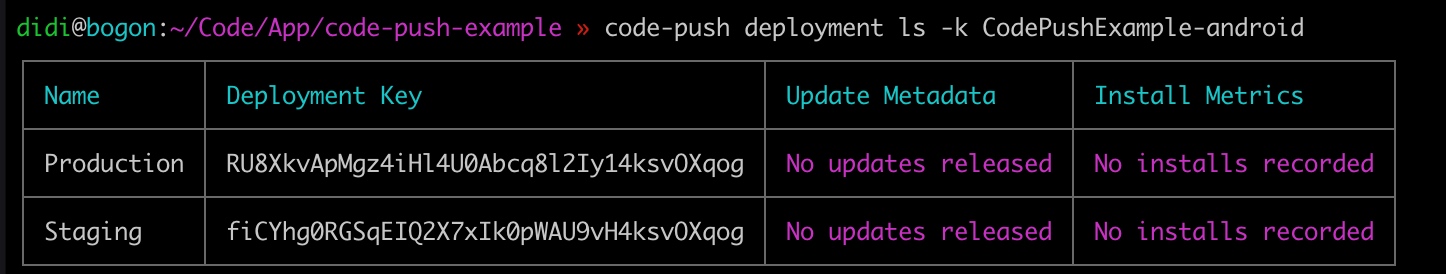 didi@bogon:~/Code/App/code-push-example » code-push deployment ls -k CodePushExample-android
Name Deployment Key Update Metadata Install Metrics
Production RU8XkvApMgz4iHl4U0Abcq8l2Iy14ksvOXqog No updates released No installs recorded
Staging fiCYhg0RGSqEIQ2X7xIk0pWAU9vH4ksvOXqog No updates released No installs recorded